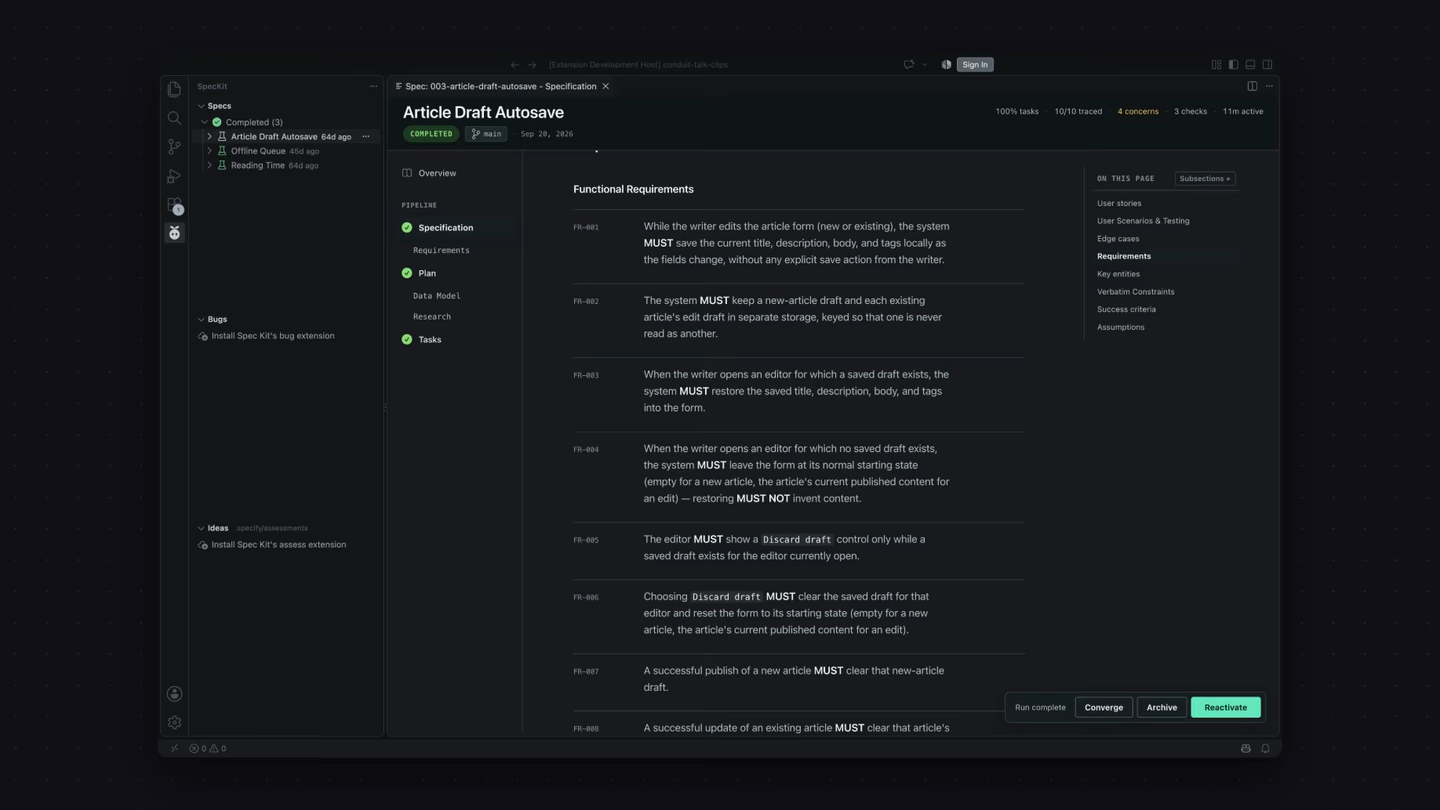 [Extension Development Host] conduit-talk-clips
Sign In
SpecKit
Spec: 003-article-draft-autosave - Specification
Specs
Completed (3)
Article Draft Autosave 64d ago
Offline Queue 45d ago
Reading Time 64d ago
1
Bugs
Install Spec Kit's bug extension
Ideas .specify/assessments
Install Spec Kit's assess extension
Article Draft Autosave
COMPLETED
main
Sep 20, 2026
100% tasks · 10/10 traced · 4 concerns · 3 checks · 11m active
Overview
PIPELINE
Specification
Requirements
Plan
Data Model
Research
Tasks
Functional Requirements
FR-001
While the writer edits the article form (new or existing), the system
MUST save the current title, description, body, and tags locally as
the fields change, without any explicit save action from the writer.
FR-002
The system MUST keep a new-article draft and each existing
article's edit draft in separate storage, keyed so that one is never
read as another.
FR-003
When the writer opens an editor for which a saved draft exists, the
system MUST restore the saved title, description, body, and tags
into the form.
FR-004
When the writer opens an editor for which no saved draft exists,
the system MUST leave the form at its normal starting state
(empty for a new article, the article's current published content for
an edit) — restoring MUST NOT invent content.
FR-005
The editor MUST show a Discard draft control only while a
saved draft exists for the editor currently open.
FR-006
Choosing Discard draft MUST clear the saved draft for that
editor and reset the form to its starting state (empty for a new
article, the article's current published content for an edit).
FR-007
A successful publish of a new article MUST clear that new-article
draft.
FR-008
A successful update of an existing article MUST clear that article's
ON THIS PAGE
Subsections +
User stories
User Scenarios & Testing
Edge cases
Requirements
Key entities
Verbatim Constraints
Success criteria
Assumptions
Run complete
Converge
Archive
Reactivate
0
0